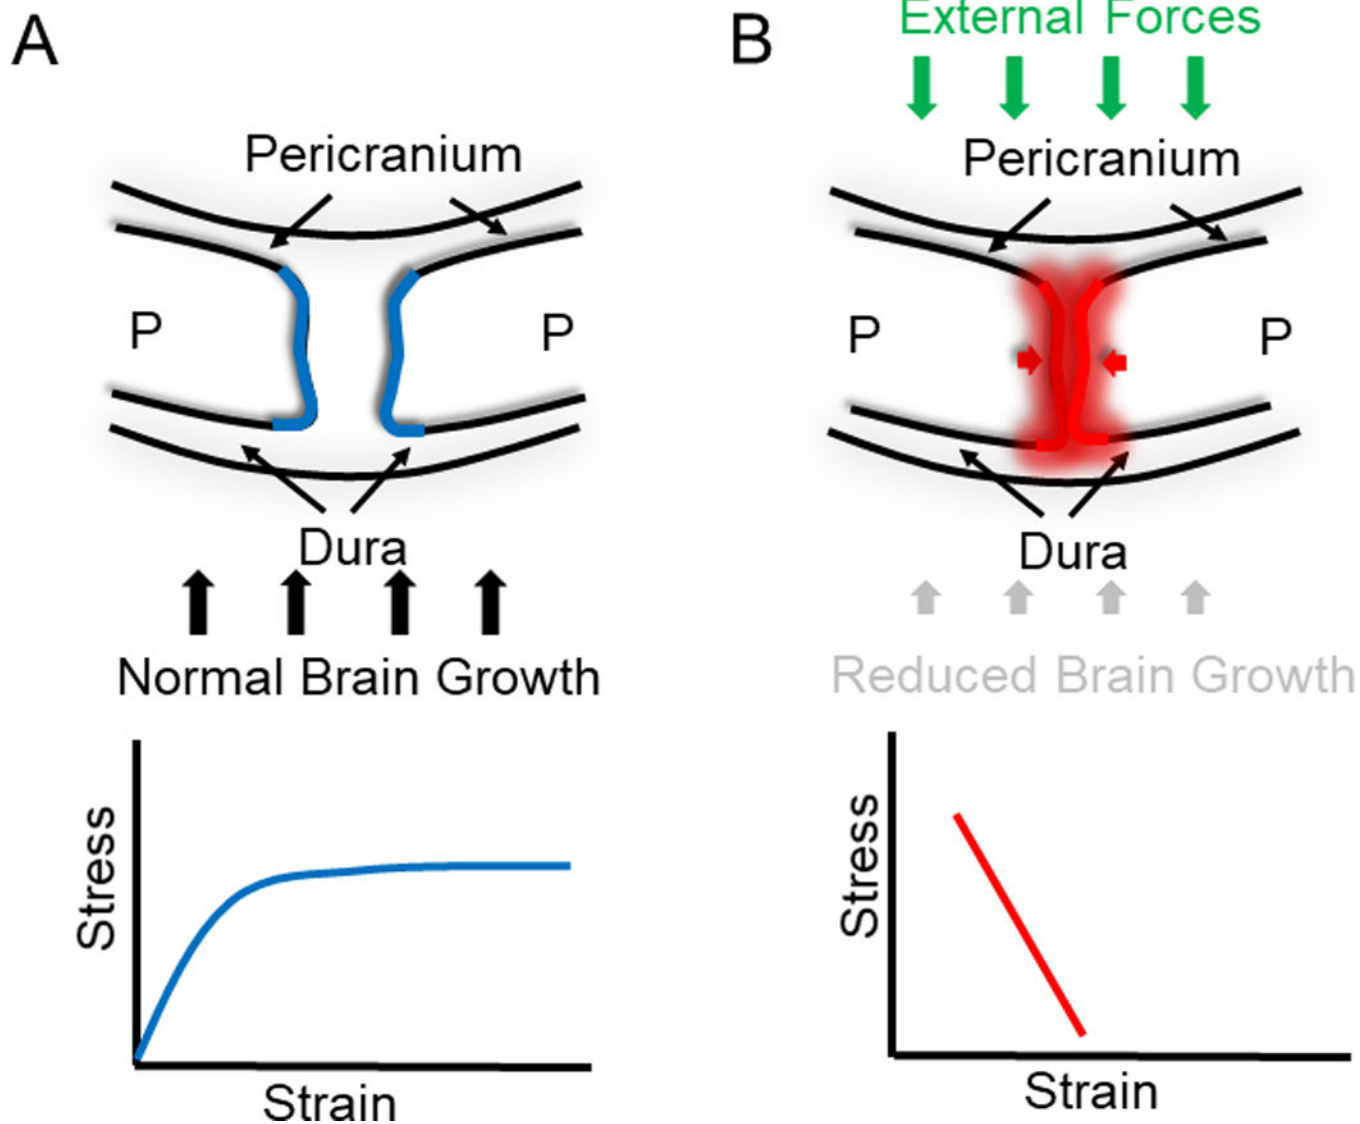 A
Pericranium
P
P
Dura
Normal Brain Growth
Stress
Strain
B
External Forces
Pericranium
P
P
Dura
Reduced Brain Growth
Stress
Strain